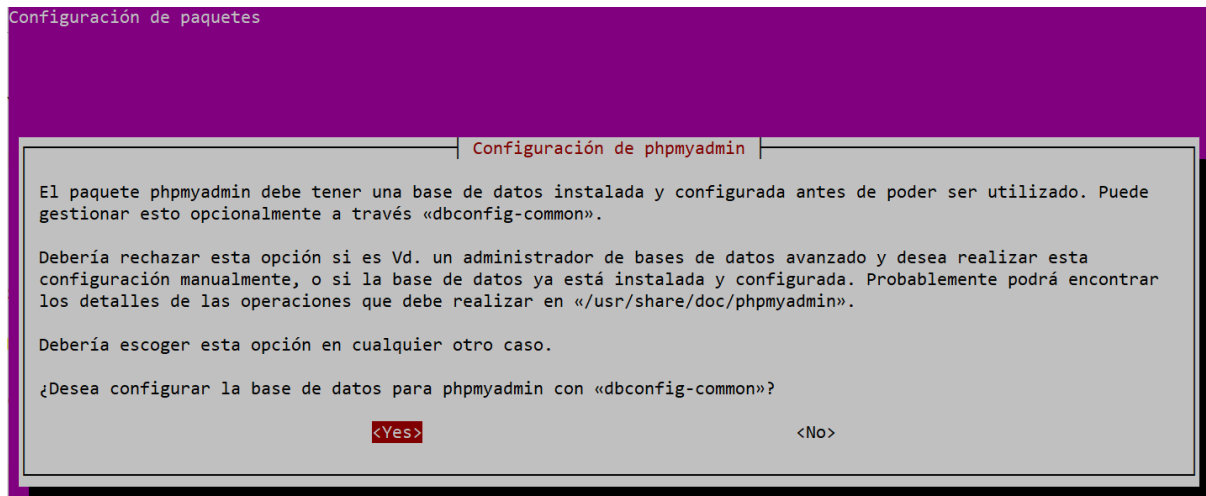 Configuración de paquetes
Configuración de phpmyadmin
El paquete phpmyadmin debe tener una base de datos instalada y configurada antes de poder ser utilizado. Puede
gestionar esto opcionalmente a través «dbconfig-common».
Debería rechazar esta opción si es Vd. un administrador de bases de datos avanzado y desea realizar esta
configuración manualmente, o si la base de datos ya está instalada y configurada. Probablemente podrá encontrar
los detalles de las operaciones que debe realizar en «/usr/share/doc/phpmyadmin».
Debería escoger esta opción en cualquier otro caso.
¿Desea configurar la base de datos para phpmyadmin con «dbconfig-common»?
<Yes> <No>